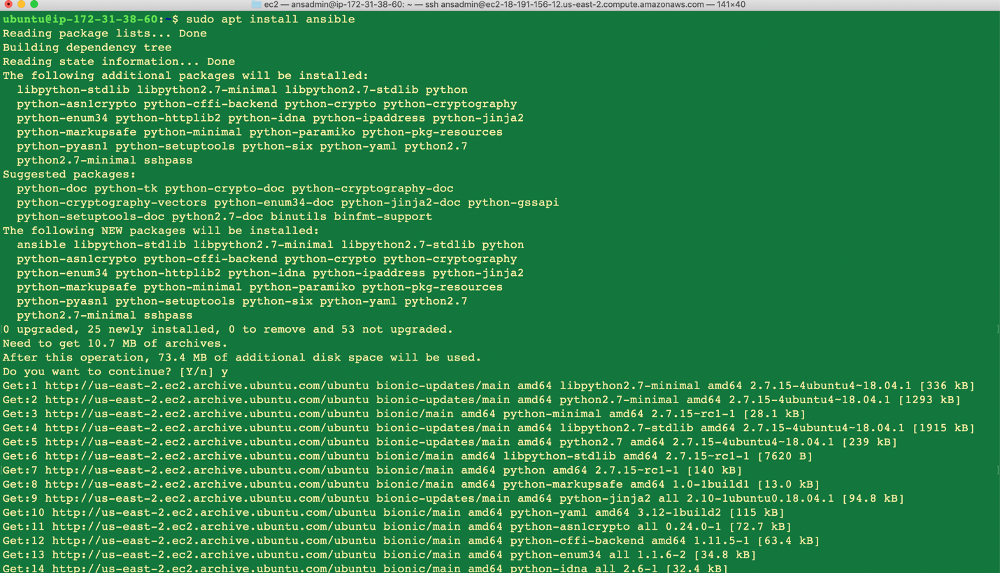 ec2 — ansadmin@ip-172-31-38-60: ~ — ssh ansadmin@ec2-18-191-156-12.us-east-2.compute.amazonaws.com — 141×40
ubuntu@ip-172-31-38-60:~$ sudo apt install ansible
Reading package lists... Done
Building dependency tree
Reading state information... Done
The following additional packages will be installed:
  libpython-stdlib libpython2.7-minimal libpython2.7-stdlib python
  python-asn1crypto python-cffi-backend python-crypto python-cryptography
  python-enum34 python-httplib2 python-idna python-ipaddress python-jinja2
  python-markupsafe python-minimal python-paramiko python-pkg-resources
  python-pyasn1 python-setuptools python-six python-yaml python2.7
  python2.7-minimal sshpass
Suggested packages:
  python-doc python-tk python-crypto-doc python-cryptography-doc
  python-cryptography-vectors python-enum34-doc python-jinja2-doc python-gssapi
  python-setuptools-doc python2.7-doc binutils binfmt-support
The following NEW packages will be installed:
  ansible libpython-stdlib libpython2.7-minimal libpython2.7-stdlib python
  python-asn1crypto python-cffi-backend python-crypto python-cryptography
  python-enum34 python-httplib2 python-idna python-ipaddress python-jinja2
  python-markupsafe python-minimal python-paramiko python-pkg-resources
  python-pyasn1 python-setuptools python-six python-yaml python2.7
  python2.7-minimal sshpass
0 upgraded, 25 newly installed, 0 to remove and 53 not upgraded.
Need to get 10.7 MB of archives.
After this operation, 73.4 MB of additional disk space will be used.
Do you want to continue? [Y/n] y
Get:1 http://us-east-2.ec2.archive.ubuntu.com/ubuntu bionic-updates/main amd64 libpython2.7-minimal amd64 2.7.15-4ubuntu4~18.04.1 [336 kB]
Get:2 http://us-east-2.ec2.archive.ubuntu.com/ubuntu bionic-updates/main amd64 python2.7-minimal amd64 2.7.15-4ubuntu4~18.04.1 [1293 kB]
Get:3 http://us-east-2.ec2.archive.ubuntu.com/ubuntu bionic/main amd64 python-minimal amd64 2.7.15~rc1-1 [28.1 kB]
Get:4 http://us-east-2.ec2.archive.ubuntu.com/ubuntu bionic-updates/main amd64 libpython2.7-stdlib amd64 2.7.15-4ubuntu4~18.04.1 [1915 kB]
Get:5 http://us-east-2.ec2.archive.ubuntu.com/ubuntu bionic-updates/main amd64 python2.7 amd64 2.7.15-4ubuntu4~18.04.1 [239 kB]
Get:6 http://us-east-2.ec2.archive.ubuntu.com/ubuntu bionic/main amd64 libpython-stdlib amd64 2.7.15~rc1-1 [7620 B]
Get:7 http://us-east-2.ec2.archive.ubuntu.com/ubuntu bionic/main amd64 python amd64 2.7.15~rc1-1 [140 kB]
Get:8 http://us-east-2.ec2.archive.ubuntu.com/ubuntu bionic/main amd64 python-markupsafe amd64 1.0-1build1 [13.0 kB]
Get:9 http://us-east-2.ec2.archive.ubuntu.com/ubuntu bionic-updates/main amd64 python-jinja2 all 2.10-1ubuntu0.18.04.1 [94.8 kB]
Get:10 http://us-east-2.ec2.archive.ubuntu.com/ubuntu bionic/main amd64 python-yaml amd64 3.12-1build2 [115 kB]
Get:11 http://us-east-2.ec2.archive.ubuntu.com/ubuntu bionic/main amd64 python-asn1crypto all 0.24.0-1 [72.7 kB]
Get:12 http://us-east-2.ec2.archive.ubuntu.com/ubuntu bionic/main amd64 python-cffi-backend amd64 1.11.5-1 [63.4 kB]
Get:13 http://us-east-2.ec2.archive.ubuntu.com/ubuntu bionic/main amd64 python-enum34 all 1.1.6-2 [34.8 kB]
Get:14 http://us-east-2.ec2.archive.ubuntu.com/ubuntu bionic/main amd64 python-idna all 2.6-1 [32.4 kB]